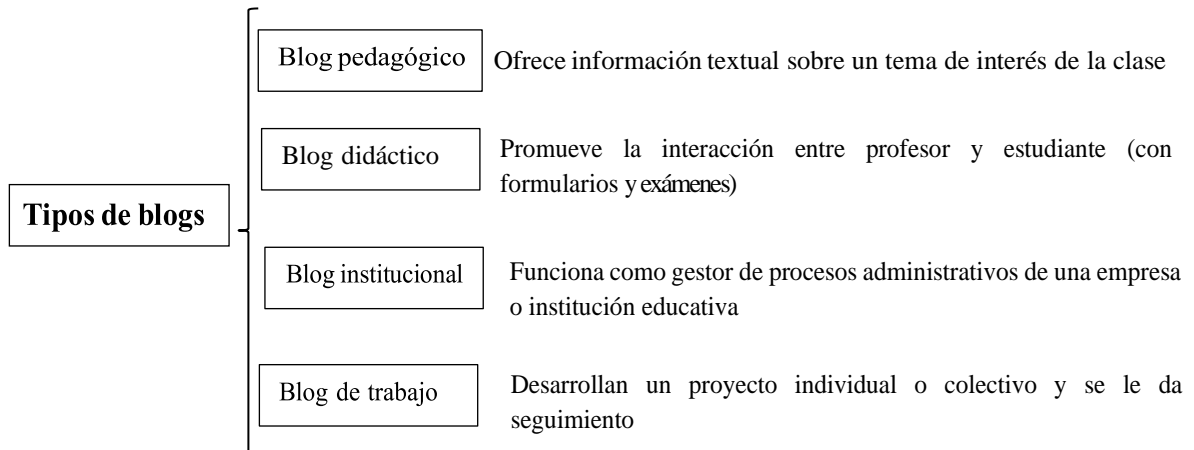 Blog pedagógico
Ofrece información textual sobre un tema de interés de la clase
Blog didáctico
Promueve la interacción entre profesor y estudiante (con
formularios y exámenes)
Tipos de blogs
Blog institucional
Funciona como gestor de procesos administrativos de una empresa
o institución educativa
Blog de trabajo
Desarrollan un proyecto individual o colectivo y se le da
seguimiento